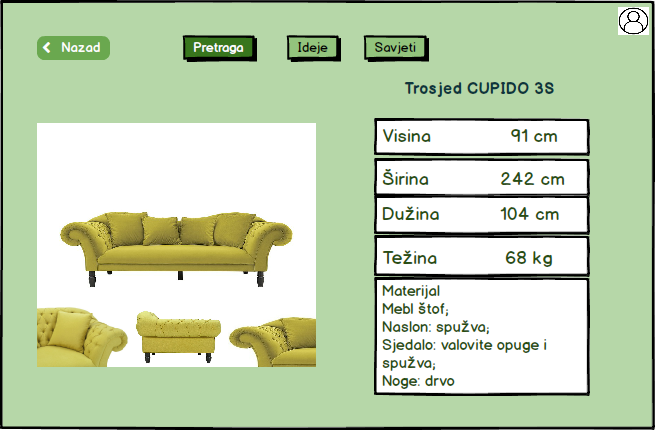 Nazad
Pretraga
Ideje
Savjeti
Trosjed CUPIDO 3S
Visina 91 cm
Širina 242 cm
Dužina 104 cm
Težina 68 kg
Materijal
Mebl štof;
Naslon: spužva;
Sjedalo: valovite opuge i
spužva;
Noge: drvo